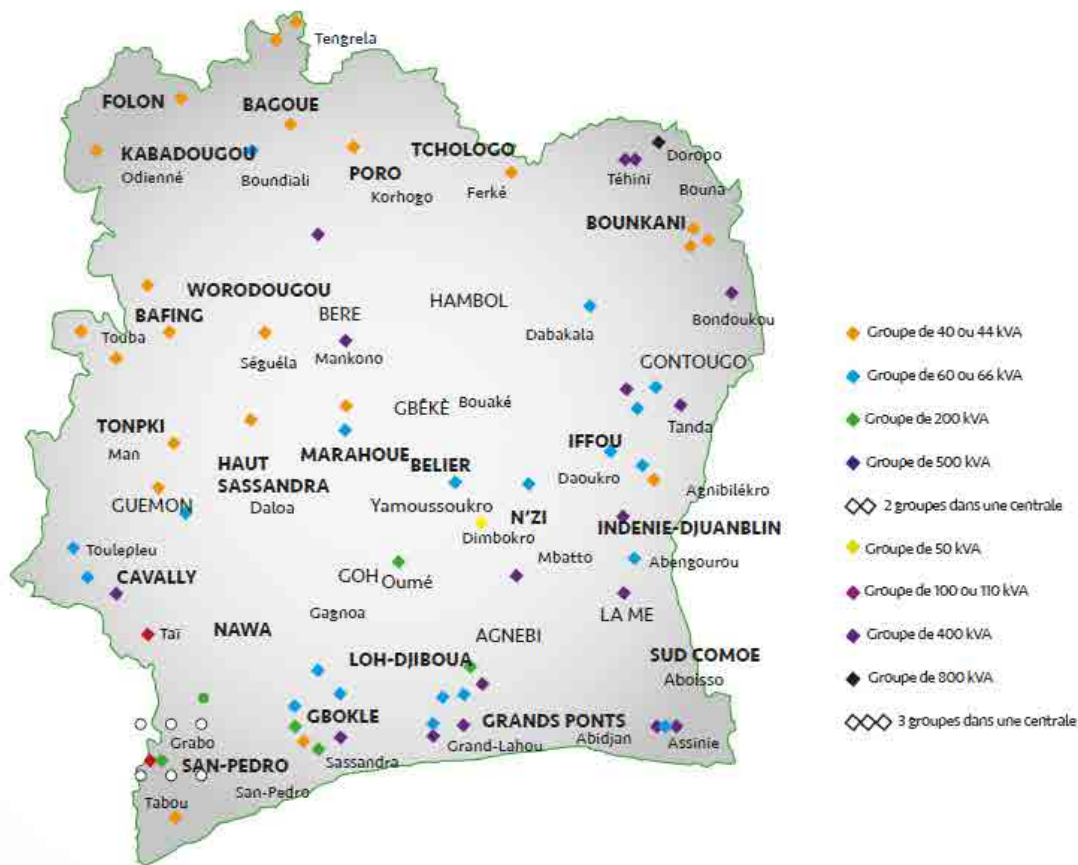 Tengrela
FOLON
BAGOUE
TCHOLOGO
KABADOUGOU
Odienné
Boundiali
PORO
Korhogo
Ferké
Doropo
Téhini
Bouna
BOUNKANI
WORODOUGOU
BERE
HAMBOL
BAFING
Touba
Séguéla
Mankono
Dabakala
Bondoukou
GONTOUGO
GBÊKÊ
Bouaké
Tanda
TONPKI
Man
MARAHOUE
IFFOU
HAUT
SASSANDRA
BELIER
Daoukro
Daloa
Agnibilékro
GUEMON
Yamoussoukro
N'ZI
INDENIE-DJUANBLIN
Dimbokro
Toulepleu
Mbatto
Abengourou
CAVALLY
GOH
Oumé
Gagnoa
LA ME
Taï
NAWA
AGNEBI
LOH-DJIBOUA
SUD COMOE
Aboisso
GBOKLE
GRANDS PONTS
Grabo
Sassandra
Grand-Lahou
Abidjan
Assinie
SAN-PEDRO
San-Pedro
Tabou
Groupe de 40 ou 44 kVA
Groupe de 60 ou 66 kVA
Groupe de 200 kVA
Groupe de 500 kVA
2 groupes dans une centrale
Groupe de 50 kVA
Groupe de 100 ou 110 kVA
Groupe de 400 kVA
Groupe de 800 kVA
3 groupes dans une centrale